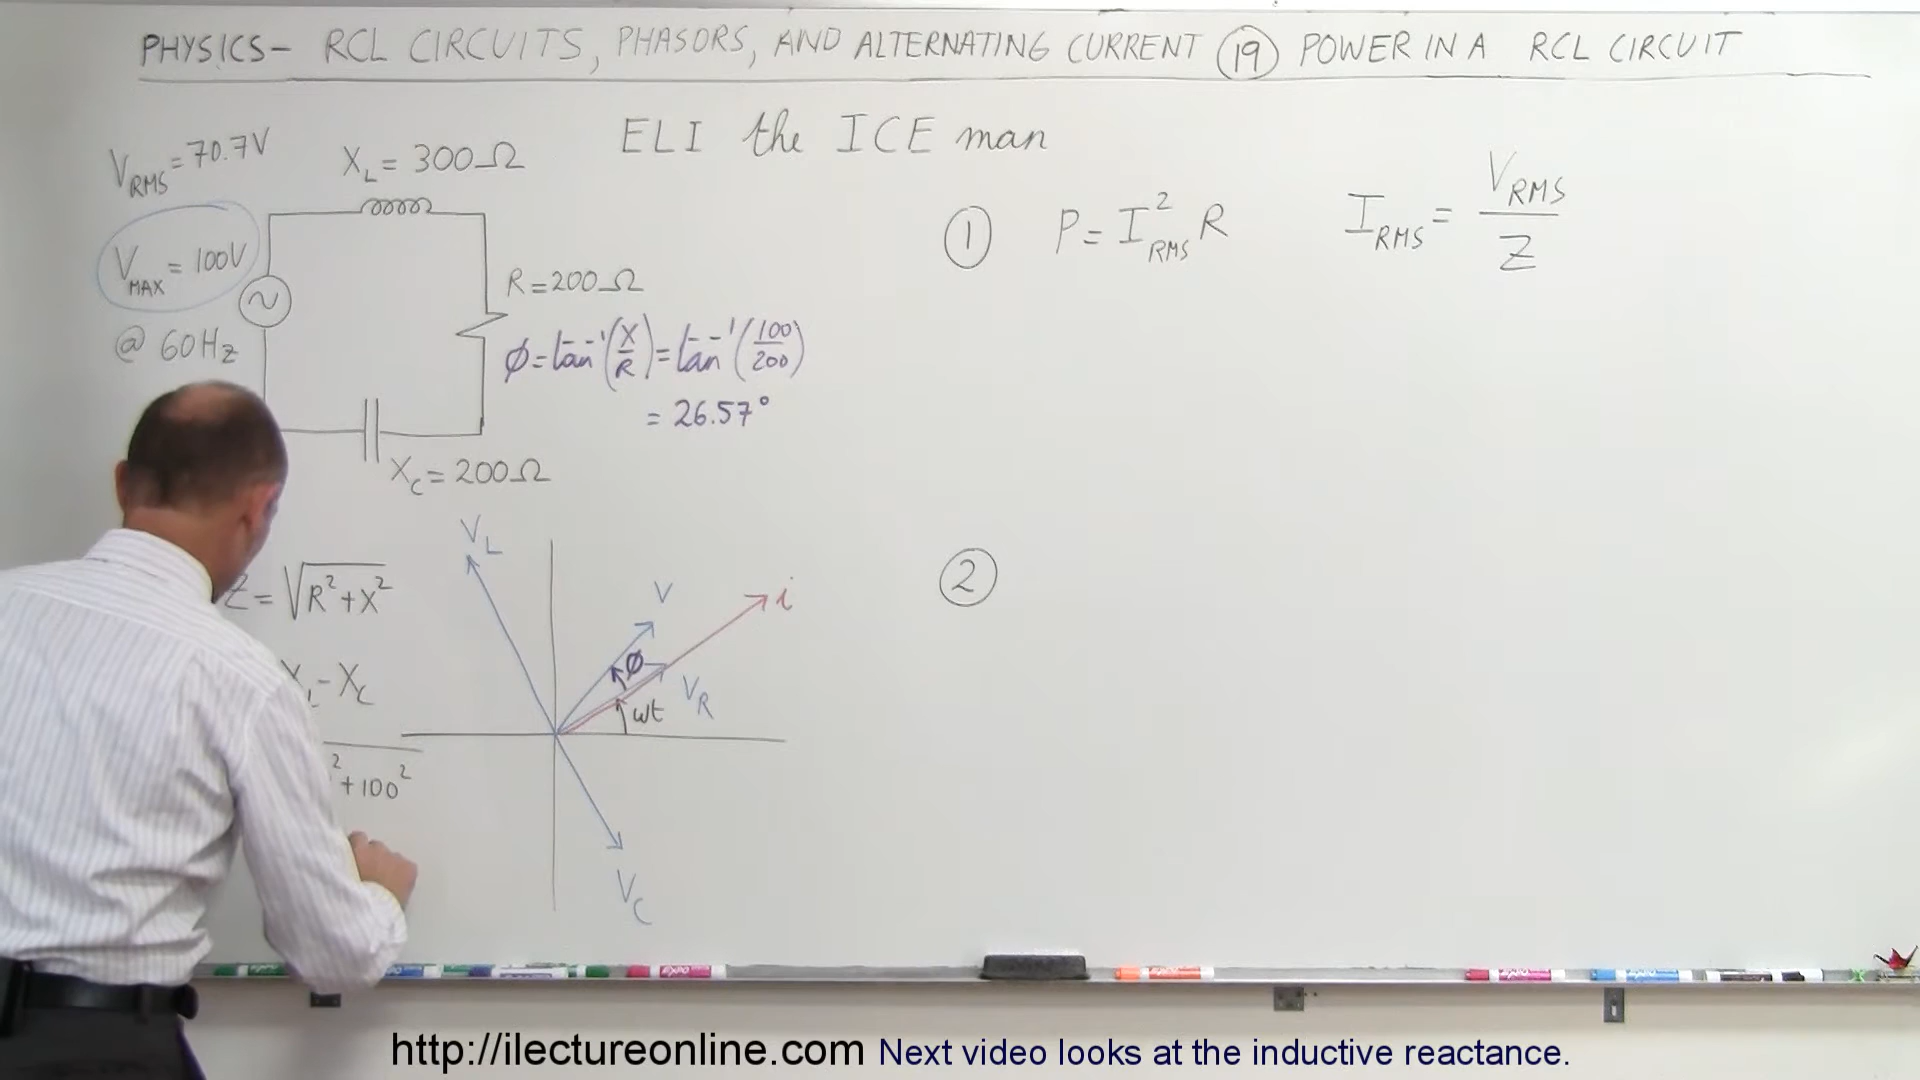 PHYSICS- RCL CIRCUITS, PHASORS, AND ALTERNATING CURRENT (19) POWER IN A RCL CIRCUIT
ELI the ICE man
V_RMS = 70.7V
X_L = 300Ω
V_MAX = 100V
@ 60Hz
R = 200Ω
ϕ = tan⁻¹(X/R) = tan⁻¹(100/200)
= 26.57°
X_C = 200Ω
Z = √(R² + X²)
- X_C
² + 100²
V_L
V
i
ϕ
V_R
wt
V_C
① P = I²_RMS R I_RMS = V_RMS/Z
②
http://ilectureonline.com Next video looks at the inductive reactance.